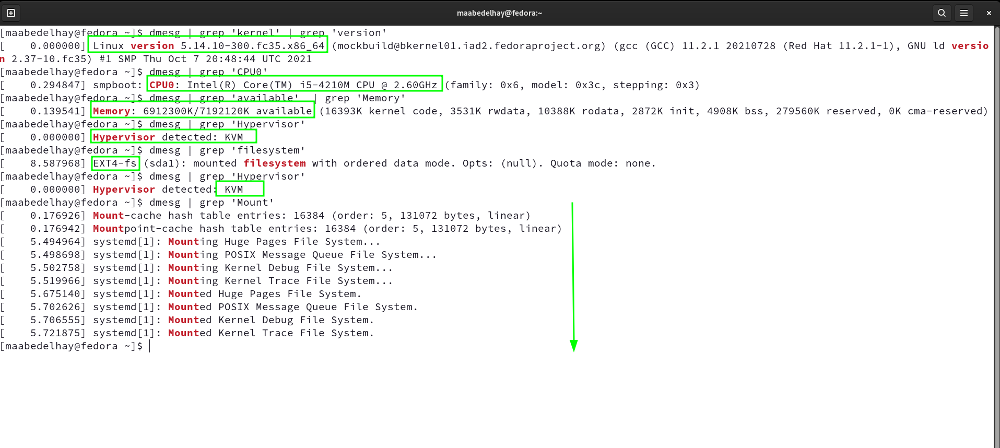 maabedelhay@fedora:~
[maabedelhay@fedora ~]$ dmesg | grep 'kernel' | grep 'version'
[    0.000000] Linux version 5.14.10-300.fc35.x86_64 (mockbuild@bkernel01.iad2.fedoraproject.org) (gcc (GCC) 11.2.1 20210728 (Red Hat 11.2.1-1), GNU ld versio
n 2.37-10.fc35) #1 SMP Thu Oct 7 20:48:44 UTC 2021
[maabedelhay@fedora ~]$ dmesg | grep 'CPU0'
[    0.294847] smpboot: CPU0: Intel(R) Core(TM) i5-4210M CPU @ 2.60GHz (family: 0x6, model: 0x3c, stepping: 0x3)
[maabedelhay@fedora ~]$ dmesg | grep 'available'  | grep 'Memory'
[    0.139541] Memory: 6912300K/7192120K available (16393K kernel code, 3531K rwdata, 10388K rodata, 2872K init, 4908K bss, 279560K reserved, 0K cma-reserved)
[maabedelhay@fedora ~]$ dmesg | grep 'Hypervisor'
[    0.000000] Hypervisor detected: KVM
[maabedelhay@fedora ~]$ dmesg | grep 'filesystem'
[    8.587968] EXT4-fs (sda1): mounted filesystem with ordered data mode. Opts: (null). Quota mode: none.
[maabedelhay@fedora ~]$ dmesg | grep 'Hypervisor'
[    0.000000] Hypervisor detected: KVM
[maabedelhay@fedora ~]$ dmesg | grep 'Mount'
[    0.176926] Mount-cache hash table entries: 16384 (order: 5, 131072 bytes, linear)
[    0.176942] Mountpoint-cache hash table entries: 16384 (order: 5, 131072 bytes, linear)
[    5.494964] systemd[1]: Mounting Huge Pages File System...
[    5.498698] systemd[1]: Mounting POSIX Message Queue File System...
[    5.502758] systemd[1]: Mounting Kernel Debug File System...
[    5.519966] systemd[1]: Mounting Kernel Trace File System...
[    5.675140] systemd[1]: Mounted Huge Pages File System.
[    5.702626] systemd[1]: Mounted POSIX Message Queue File System.
[    5.706555] systemd[1]: Mounted Kernel Debug File System.
[    5.721875] systemd[1]: Mounted Kernel Trace File System.
[maabedelhay@fedora ~]$